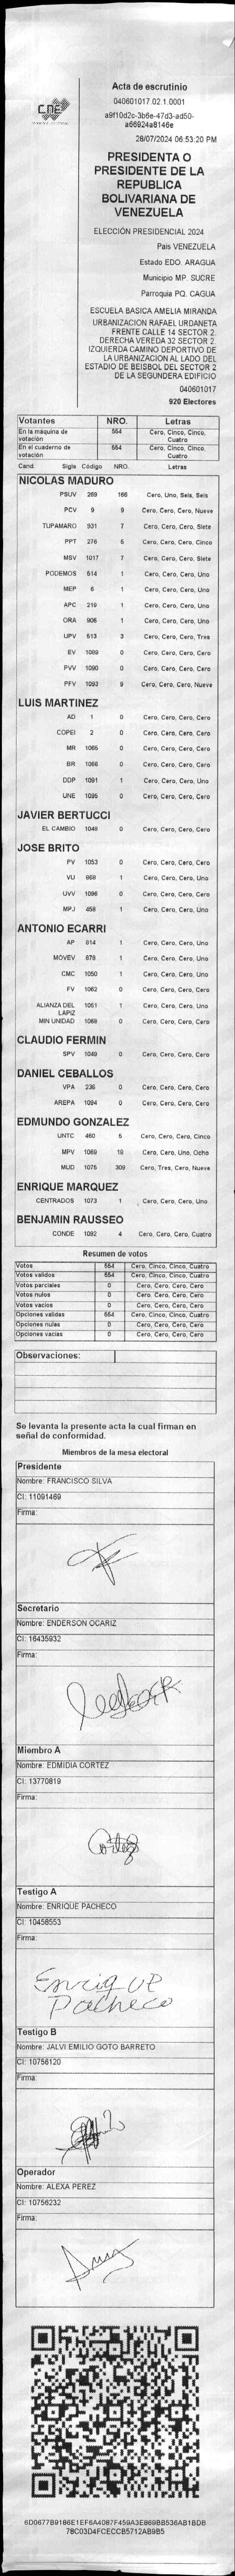 CNE
Acta de escrutinio
040601017.02.1.0001
a9f10d2c-3b6e-47d3-ad50-
a66924a8146e
28/07/2024 06:53:20 PM
PRESIDENTA O
PRESIDENTE DE LA
REPUBLICA
BOLIVARIANA DE
VENEZUELA
ELECCIÓN PRESIDENCIAL 2024
Pais VENEZUELA
Estado EDO. ARAGUA
Municipio MP. SUCRE
Parroquia PQ. CAGUA
ESCUELA BASICA AMELIA MIRANDA
URBANIZACION RAFAEL URDANETA
FRENTE CALLE 14 SECTOR 2.
DERECHA VEREDA 32 SECTOR 2.
IZQUIERDA CAMINO DEPORTIVO DE
LA URBANIZACION AL LADO DEL
ESTADIO DE BEISBOL DEL SECTOR 2
DE LA SEGUNDERA EDIFICIO
040601017
920 Electores
Votantes NRO. Letras
En la máquina de votación 554 Cero, Cinco, Cinco, Cuatro
En el cuaderno de votación 554 Cero, Cinco, Cinco, Cuatro
Cand. Sigla Código NRO. Letras
NICOLAS MADURO
PSUV 269 166 Cero, Uno, Seis, Seis
PCV 9 9 Cero, Cero, Cero, Nueve
TUPAMARO 931 7 Cero, Cero, Cero, Siete
PPT 276 5 Cero, Cero, Cero, Cinco
MSV 1017 7 Cero, Cero, Cero, Siete
PODEMOS 514 1 Cero, Cero, Cero, Uno
MEP 6 1 Cero, Cero, Cero, Uno
APC 219 1 Cero, Cero, Cero, Uno
ORA 906 1 Cero, Cero, Cero, Uno
UPV 513 3 Cero, Cero, Cero, Tres
EV 1089 0 Cero, Cero, Cero, Cero
PVV 1090 0 Cero, Cero, Cero, Cero
PFV 1093 9 Cero, Cero, Cero, Nueve
LUIS MARTINEZ
AD 1 0 Cero, Cero, Cero, Cero
COPEI 2 0 Cero, Cero, Cero, Cero
MR 1065 0 Cero, Cero, Cero, Cero
BR 1066 0 Cero, Cero, Cero, Cero
DDP 1091 1 Cero, Cero, Cero, Uno
UNE 1095 0 Cero, Cero, Cero, Cero
JAVIER BERTUCCI
EL CAMBIO 1048 0 Cero, Cero, Cero, Cero
JOSE BRITO
PV 1053 0 Cero, Cero, Cero, Cero
VU 868 1 Cero, Cero, Cero, Uno
UVV 1096 0 Cero, Cero, Cero, Cero
MPJ 458 1 Cero, Cero, Cero, Uno
ANTONIO ECARRI
AP 814 1 Cero, Cero, Cero, Uno
MOVEV 878 1 Cero, Cero, Cero, Uno
CMC 1050 1 Cero, Cero, Cero, Uno
FV 1062 0 Cero, Cero, Cero, Cero
ALIANZA DEL LAPIZ 1051 1 Cero, Cero, Cero, Uno
MIN UNIDAD 1068 0 Cero, Cero, Cero, Cero
CLAUDIO FERMIN
SPV 1049 0 Cero, Cero, Cero, Cero
DANIEL CEBALLOS
VPA 236 0 Cero, Cero, Cero, Cero
AREPA 1094 0 Cero, Cero, Cero, Cero
EDMUNDO GONZALEZ
UNTC 460 5 Cero, Cero, Cero, Cinco
MPV 1069 18 Cero, Cero, Uno, Ocho
MUD 1075 309 Cero, Tres, Cero, Nueve
ENRIQUE MARQUEZ
CENTRADOS 1073 1 Cero, Cero, Cero, Uno
BENJAMIN RAUSSEO
CONDE 1092 4 Cero, Cero, Cero, Cuatro
Resumen de votos
Votos 554 Cero, Cinco, Cinco, Cuatro
Votos validos 554 Cero, Cinco, Cinco, Cuatro
Votos parciales 0 Cero, Cero, Cero, Cero
Votos nulos 0 Cero, Cero, Cero, Cero
Votos vacios 0 Cero, Cero, Cero, Cero
Opciones validas 554 Cero, Cinco, Cinco, Cuatro
Opciones nulas 0 Cero, Cero, Cero, Cero
Opciones vacias 0 Cero, Cero, Cero, Cero
Observaciones:
Se levanta la presente acta la cual firman en
señal de conformidad.
Miembros de la mesa electoral
Presidente
Nombre: FRANCISCO SILVA
CI: 11091469
Firma:
Secretario
Nombre: ENDERSON OCARIZ
CI: 16435932
Firma:
Miembro A
Nombre: EDMIDIA CORTEZ
CI: 13770819
Firma:
Cortez
Testigo A
Nombre: ENRIQUE PACHECO
CI: 10458553
Firma:
Enrique
Pacheco
Testigo B
Nombre: JALVI EMILIO GOTO BARRETO
CI: 10756120
Firma:
Operador
Nombre: ALEXA PEREZ
CI: 10756232
Firma:
6D0677B9186E1EF6A4087F459A3E869BB536AB1BDB
78C03D4FCECCB5712AB9B5